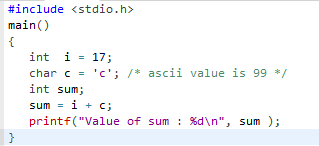 #include <stdio.h>
main()
{
   int  i = 17;
   char c = 'c'; /* ascii value is 99 */
   int sum;
   sum = i + c;
   printf("Value of sum : %d\n", sum );
}